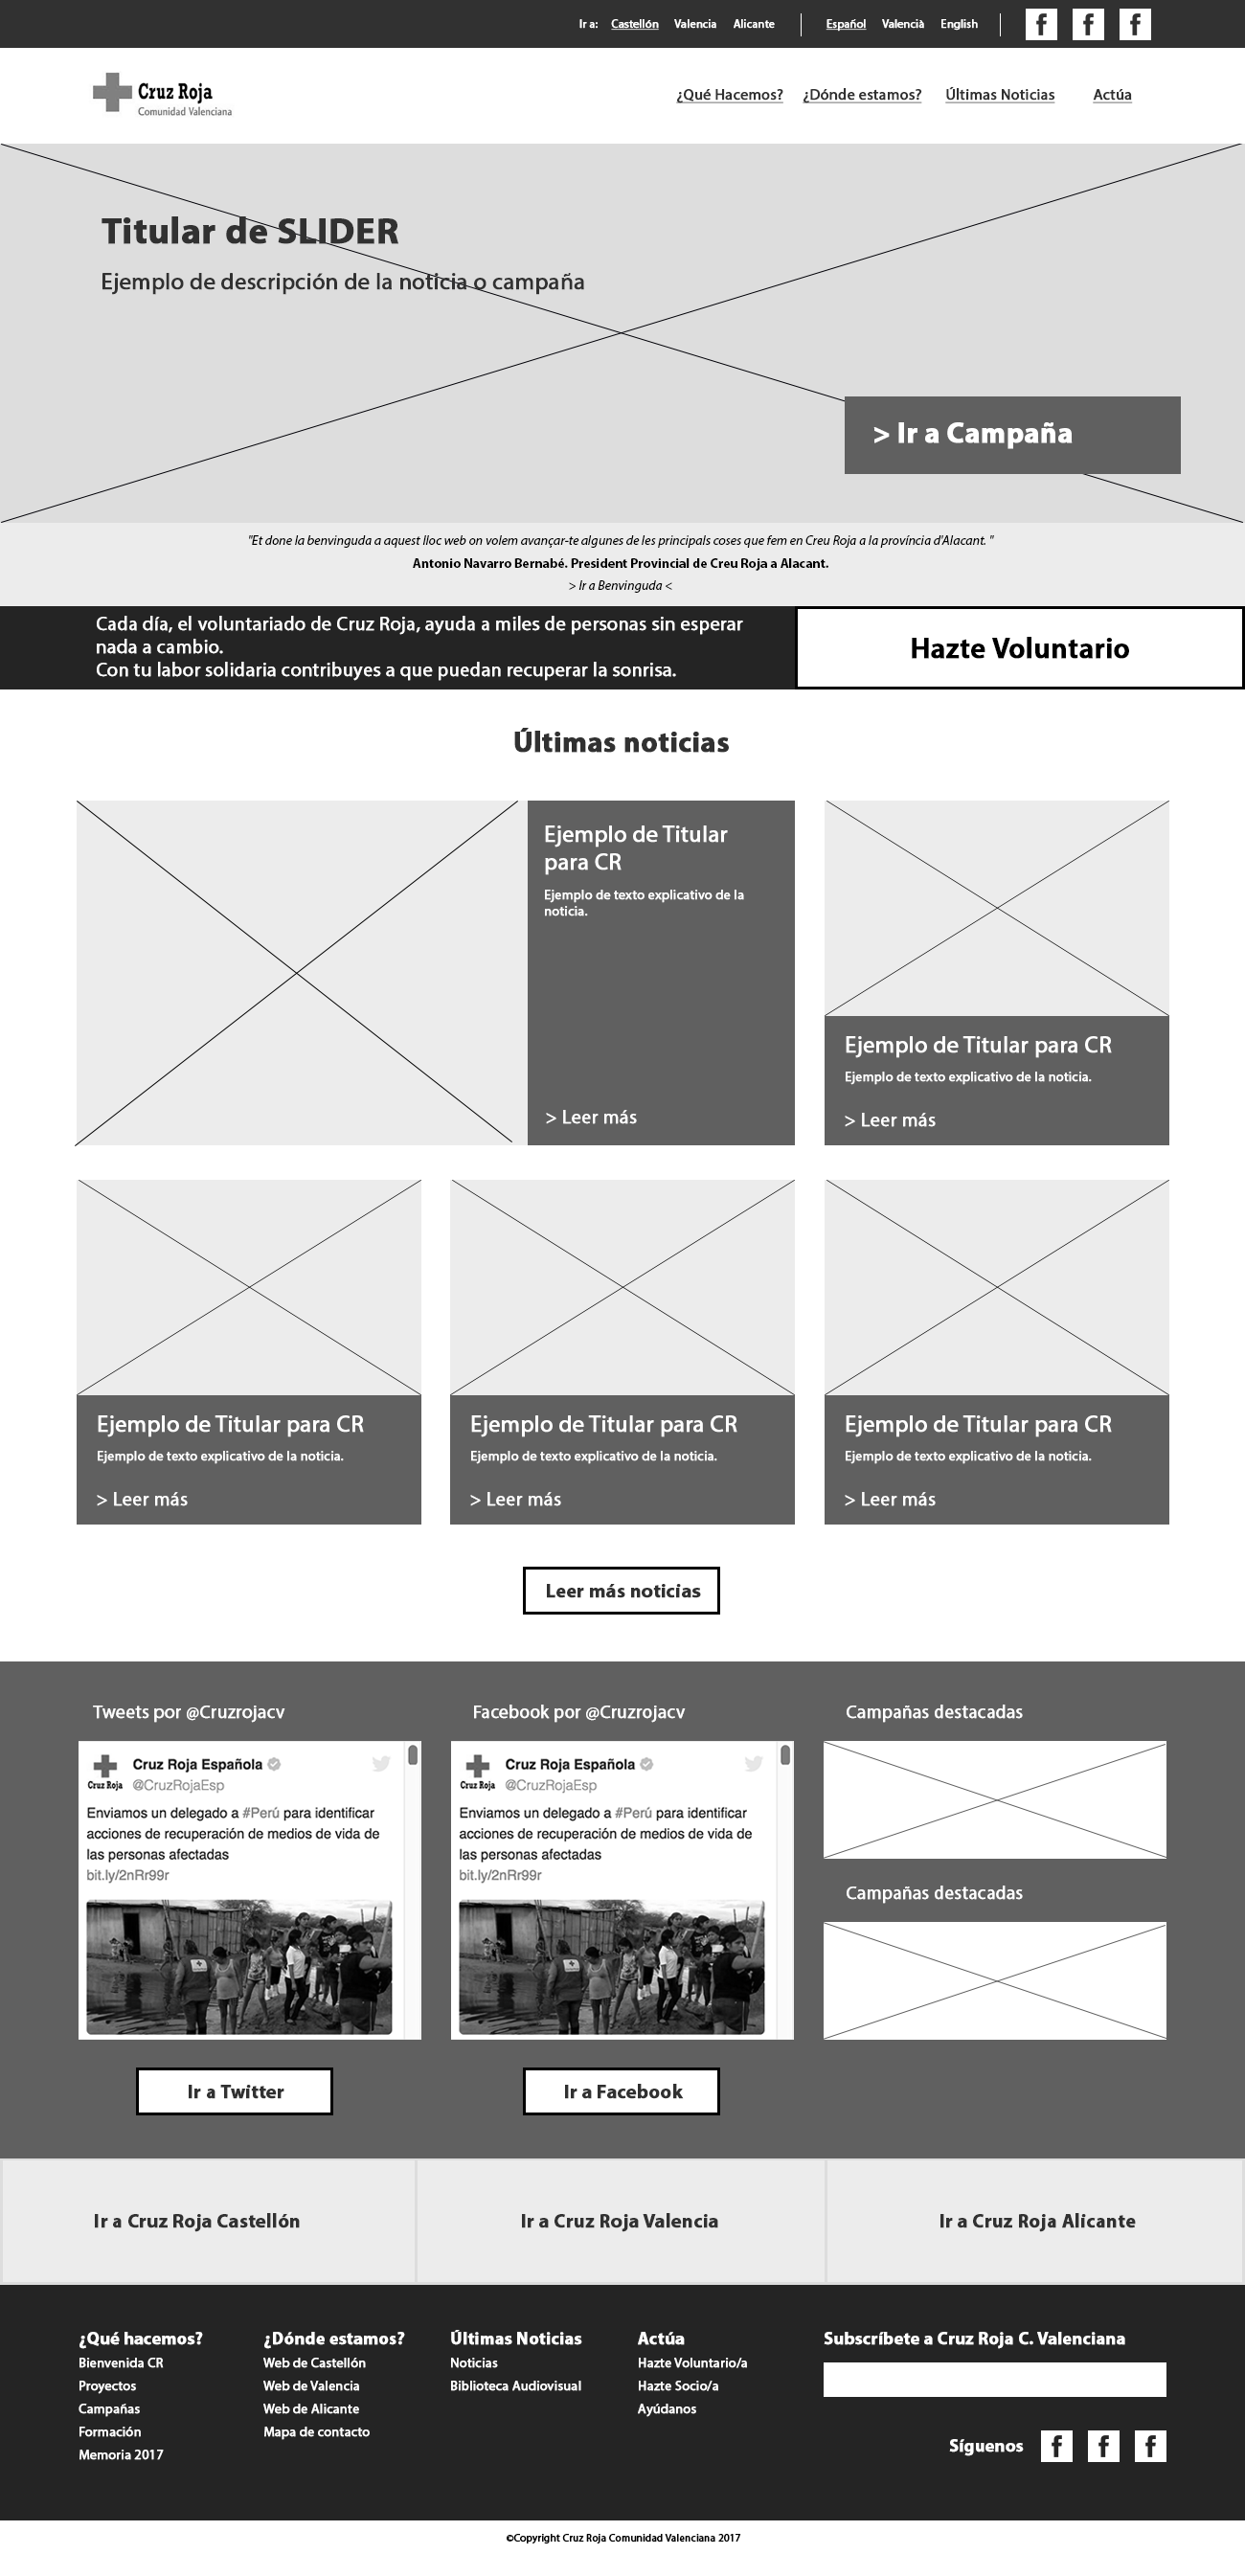 Ir a: Castellón Valencia Alicante Español Valencià English
Cruz Roja
Comunidad Valenciana
¿Qué Hacemos? ¿Dónde estamos? Últimas Noticias Actúa
Titular de SLIDER
Ejemplo de descripción de la noticia o campaña
> Ir a Campaña
"Et done la benvinguda a aquest lloc web on volem avançar-te algunes de les principals coses que fem en Creu Roja a la província d'Alacant. "
Antonio Navarro Bernabé. President Provincial de Creu Roja a Alacant.
> Ir a Benvinguda <
Cada día, el voluntariado de Cruz Roja, ayuda a miles de personas sin esperar
nada a cambio.
Con tu labor solidaria contribuyes a que puedan recuperar la sonrisa.
Hazte Voluntario
Últimas noticias
Ejemplo de Titular
para CR
Ejemplo de texto explicativo de la
noticia.
> Leer más
Ejemplo de Titular para CR
Ejemplo de texto explicativo de la noticia.
> Leer más
Ejemplo de Titular para CR
Ejemplo de texto explicativo de la noticia.
> Leer más
Ejemplo de Titular para CR
Ejemplo de texto explicativo de la noticia.
> Leer más
Ejemplo de Titular para CR
Ejemplo de texto explicativo de la noticia.
> Leer más
Leer más noticias
Tweets por @Cruzrojacv
Cruz Roja
Cruz Roja Española
@CruzRojaEsp
Enviamos un delegado a #Perú para identificar
acciones de recuperación de medios de vida de
las personas afectadas
bit.ly/2nRr99r
Ir a Twitter
Facebook por @Cruzrojacv
Cruz Roja
Cruz Roja Española
@CruzRojaEsp
Enviamos un delegado a #Perú para identificar
acciones de recuperación de medios de vida de
las personas afectadas
bit.ly/2nRr99r
Ir a Facebook
Campañas destacadas
Campañas destacadas
Ir a Cruz Roja Castellón
Ir a Cruz Roja Valencia
Ir a Cruz Roja Alicante
¿Qué hacemos?
Bienvenida CR
Proyectos
Campañas
Formación
Memoria 2017
¿Dónde estamos?
Web de Castellón
Web de Valencia
Web de Alicante
Mapa de contacto
Últimas Noticias
Noticias
Biblioteca Audiovisual
Actúa
Hazte Voluntario/a
Hazte Socio/a
Ayúdanos
Subscríbete a Cruz Roja C. Valenciana
Síguenos
©Copyright Cruz Roja Comunidad Valenciana 2017